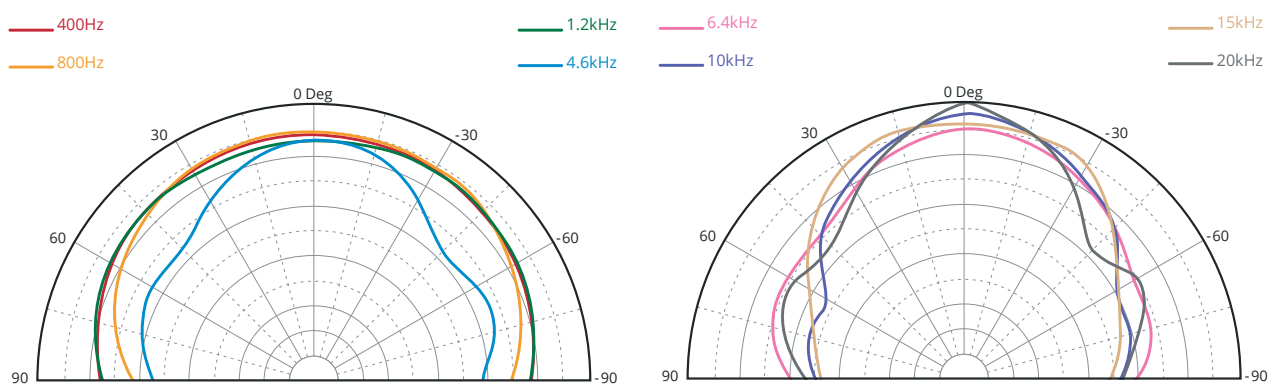 400Hz 1.2kHz 6.4kHz 15kHz
800Hz 4.6kHz 10kHz 20kHz
0 Deg 0 Deg
30 -30 30 -30
60 -60 60 -60
90 -90 90 -90